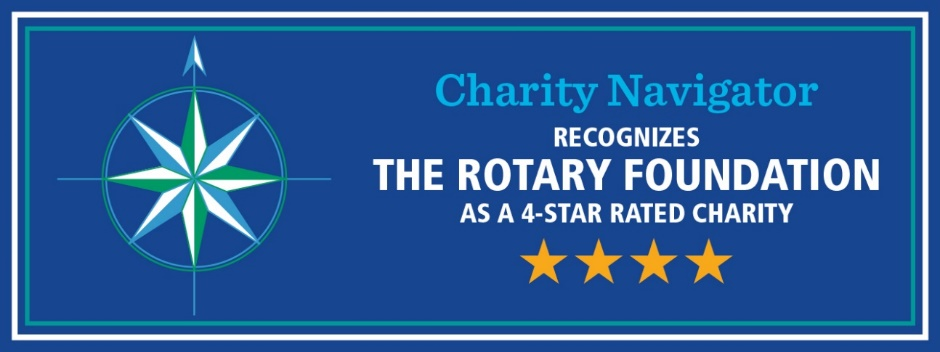 Charity Navigator
RECOGNIZES
THE ROTARY FOUNDATION
AS A 4-STAR RATED CHARITY